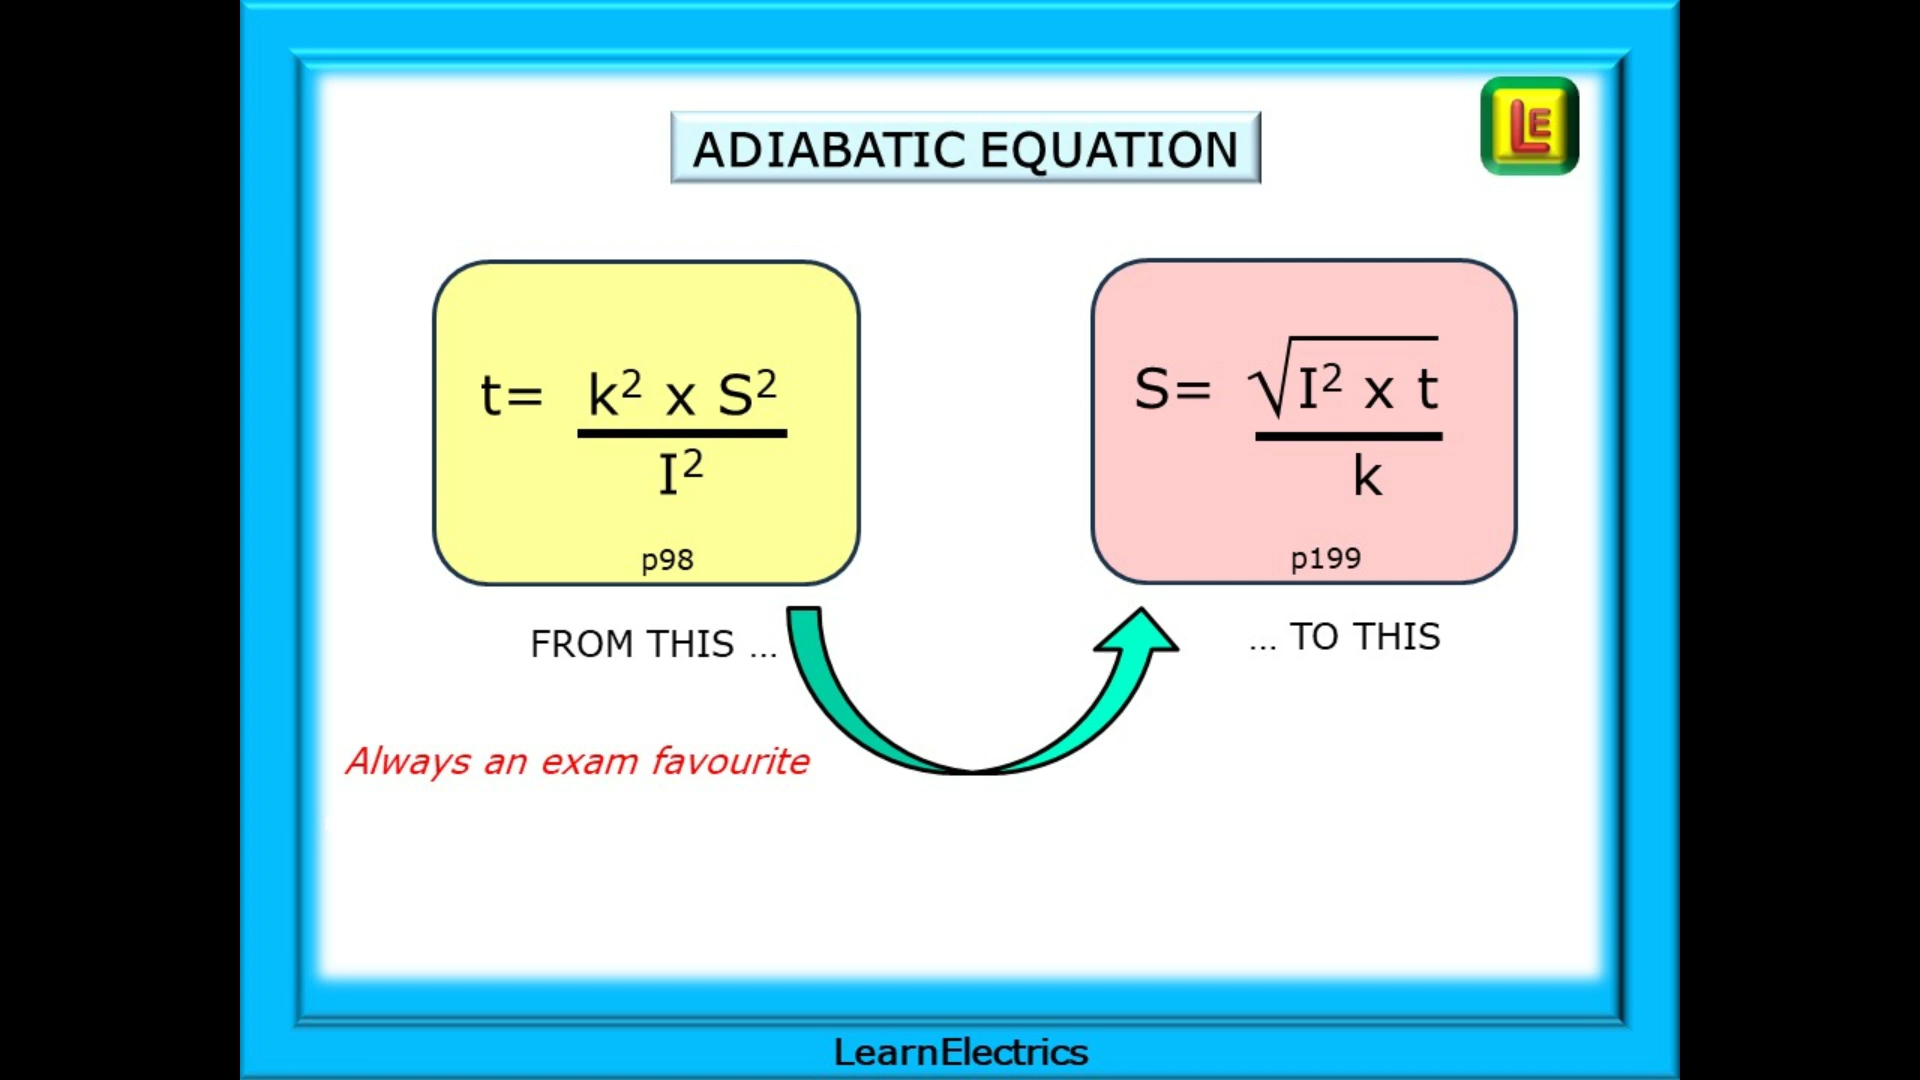 LE
ADIABATIC EQUATION
t= k² x S²
I²
p98
S= √I² x t
k
p199
FROM THIS ...
... TO THIS
Always an exam favourite
LearnElectrics